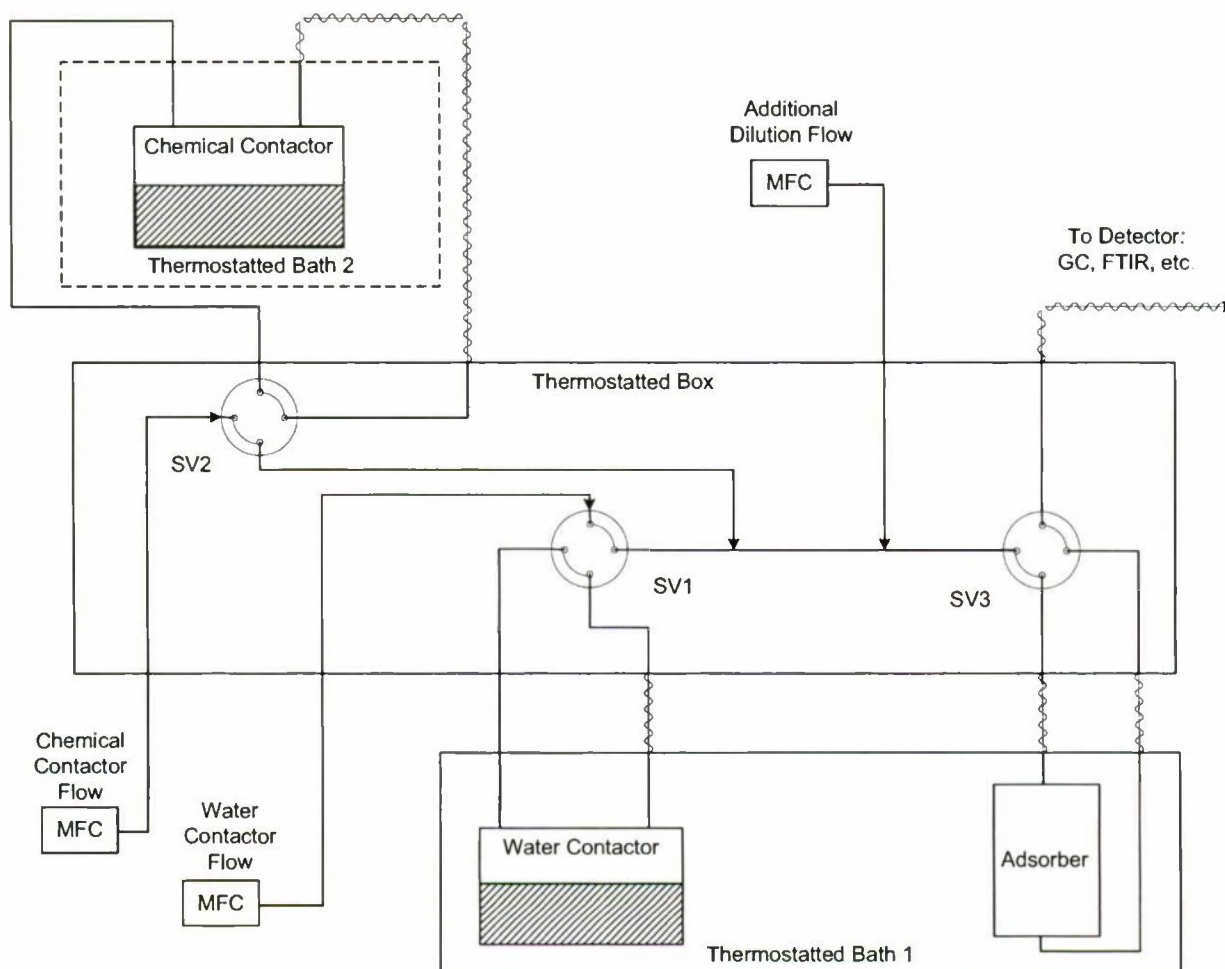 Chemical Contactor
Thermostatted Bath 2
Additional
Dilution Flow
MFC
To Detector:
GC, FTIR, etc.
Thermostatted Box
SV2
SV1
SV3
Chemical
Contactor
Flow
MFC
Water
Contactor
Flow
MFC
Water Contactor
Adsorber
Thermostatted Bath 1